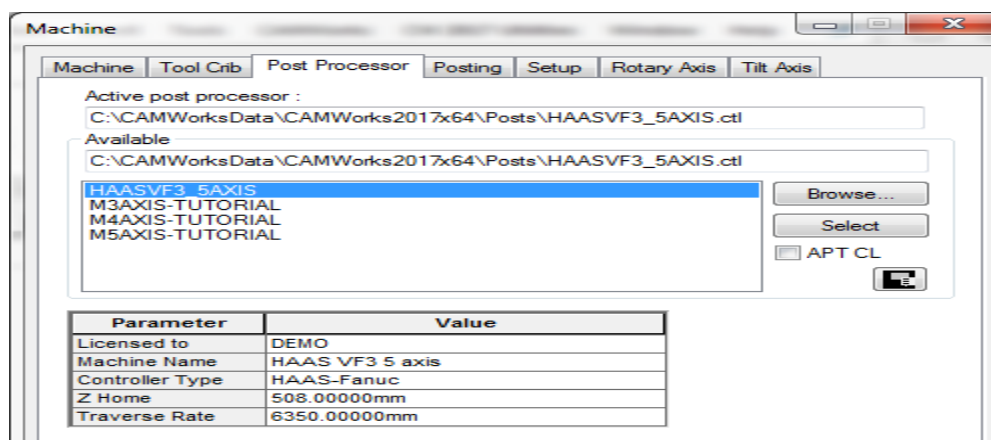 Machine
Machine Tool Crib Post Processor Posting Setup Rotary Axis Tilt Axis
Active post processor :
C:\CAMWorksData\CAMWorks2017x64\Posts\HAASVF3_5AXIS.ctl
Available
C:\CAMWorksData\CAMWorks2017x64\Posts\HAASVF3_5AXIS.ctl
HAASVF3_5AXIS
M3AXIS-TUTORIAL
M4AXIS-TUTORIAL
M5AXIS-TUTORIAL
Browse...
Select
APT CL
Parameter Value
Licensed to DEMO
Machine Name HAAS VF3 5 axis
Controller Type HAAS-Fanuc
Z Home 508.00000mm
Traverse Rate 6350.00000mm